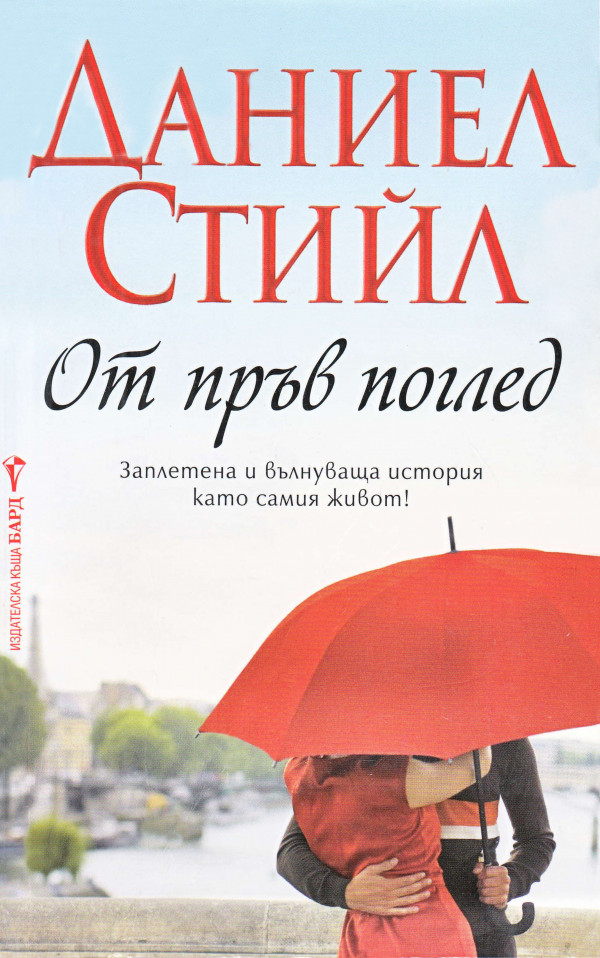 ДАНИЕЛ
СТИЙЛ
От пръв поглед
Заплетена и вълнуваща история
като самия живот!
ИЗДАТЕЛСКА КЪЩА БАРД